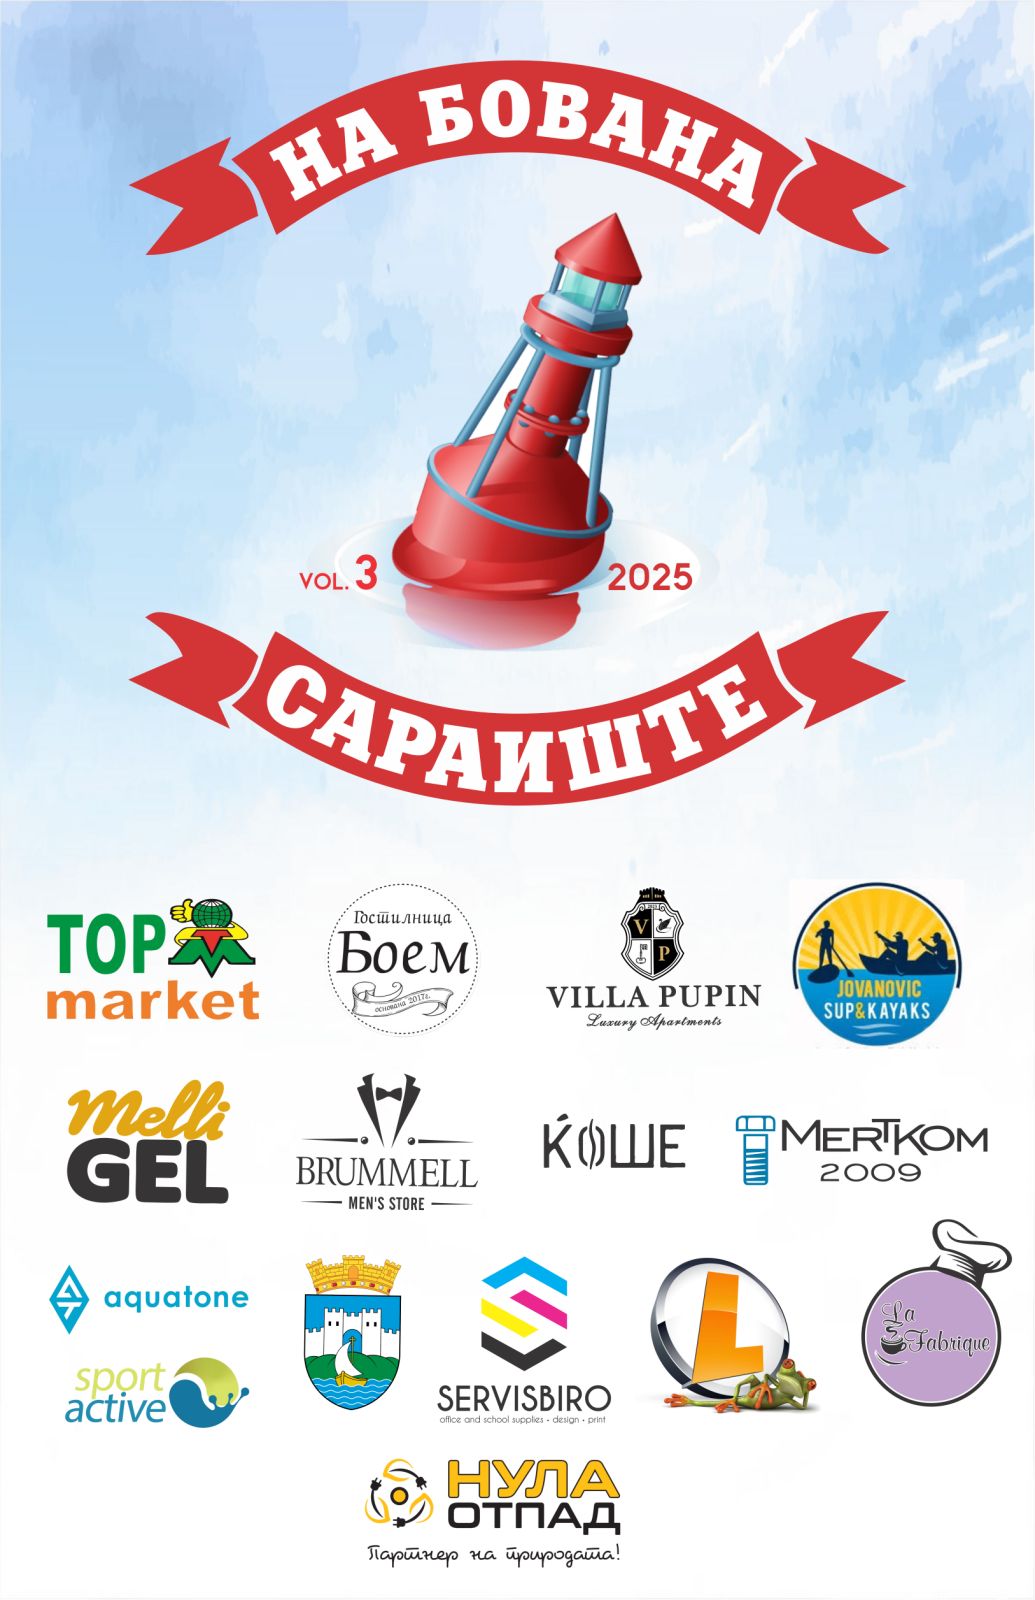 НА БОВАНА
VOL. 3
2025
САРАИШТЕ
TOP M
market
Гостилница
Боем
основана 2017г.
V P
VILLA PUPIN
Luxury Apartments
JOVANOVIC
SUP&KAYAKS
Melli
GEL
BRUMMELL
MEN'S STORE
ЌОШЕ
MERTKOM
2009
aquatone
sport
active
SERVISBIRO
office and school supplies • design • print
L
La
Fabrique
НУЛА
ОТПАД
Партнер на природата!